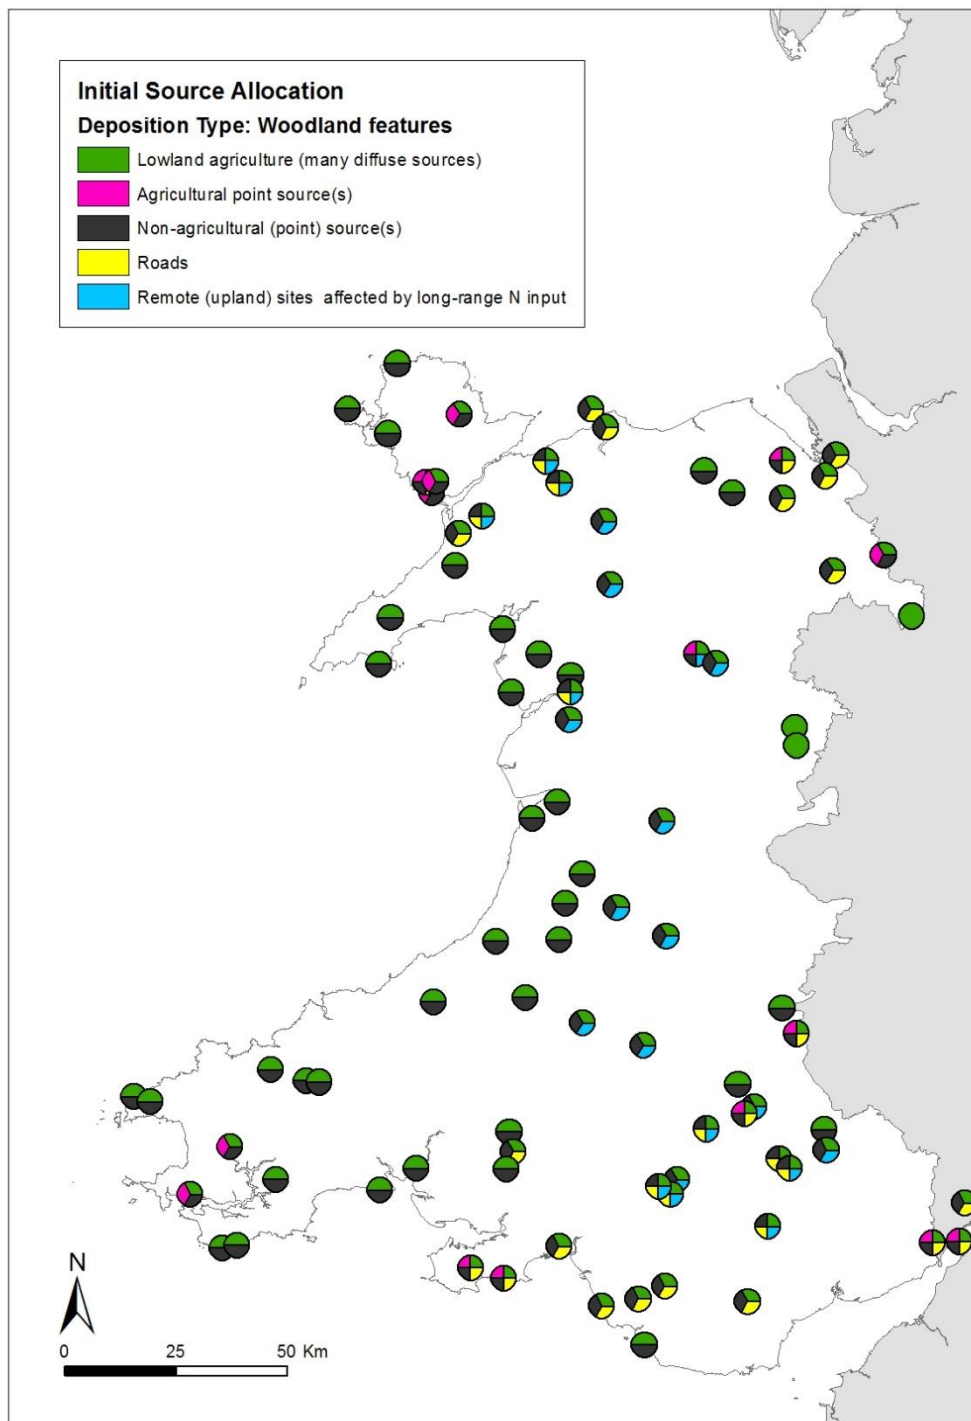 Initial Source Allocation
Deposition Type: Woodland features
Lowland agriculture (many diffuse sources)
Agricultural point source(s)
Non-agricultural (point) source(s)
Roads
Remote (upland) sites affected by long-range N input
N
0 25 50 Km